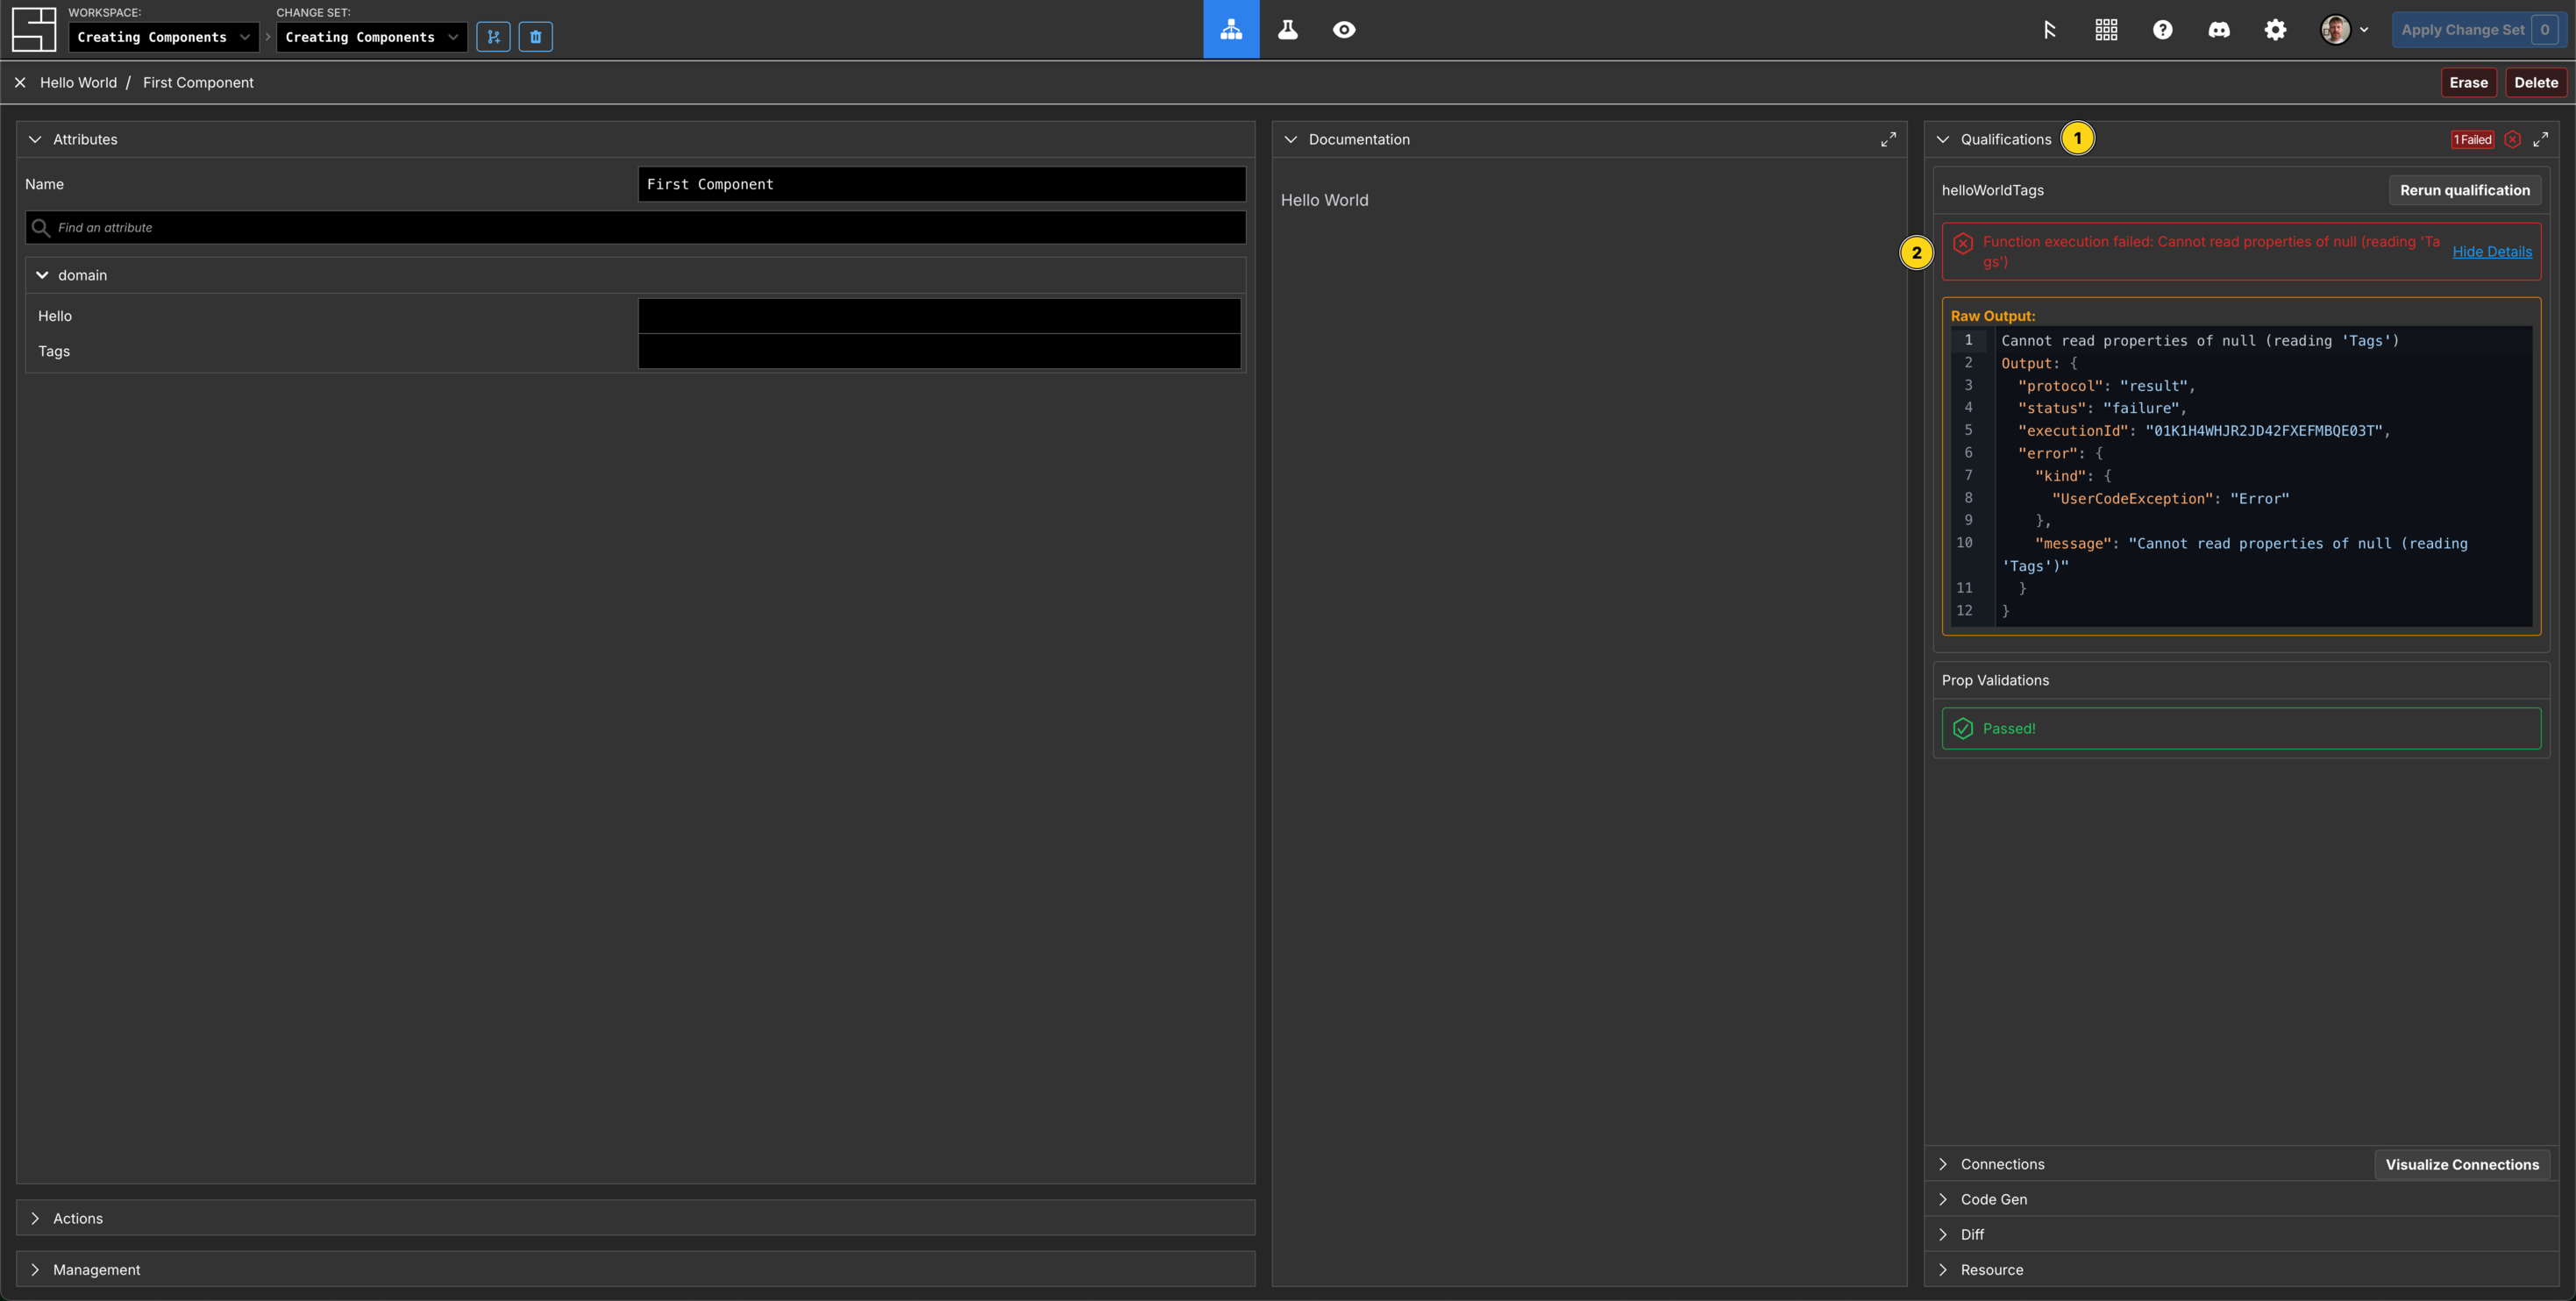 WORKSPACE:
Creating Components
CHANGE SET:
Creating Components
Apply Change Set 0
Hello World / First Component
Erase
Delete
Attributes
Name
First Component
Find an attribute
domain
Hello
Tags
Actions
Management
Documentation
Hello World
Qualifications
1
1 Failed
helloWorldTags
Rerun qualification
2
Function execution failed: Cannot read properties of null (reading 'Ta
gs')
Hide Details
Raw Output:
1 Cannot read properties of null (reading 'Tags')
2 Output: {
3 "protocol": "result",
4 "status": "failure",
5 "executionId": "01K1H4WHJR2JD42FXEFMBQE03T",
6 "error": {
7 "kind": {
8 "UserCodeException": "Error"
9 },
10 "message": "Cannot read properties of null (reading
'Tags')"
11 }
12 }
Prop Validations
Passed!
Connections
Visualize Connections
Code Gen
Diff
Resource